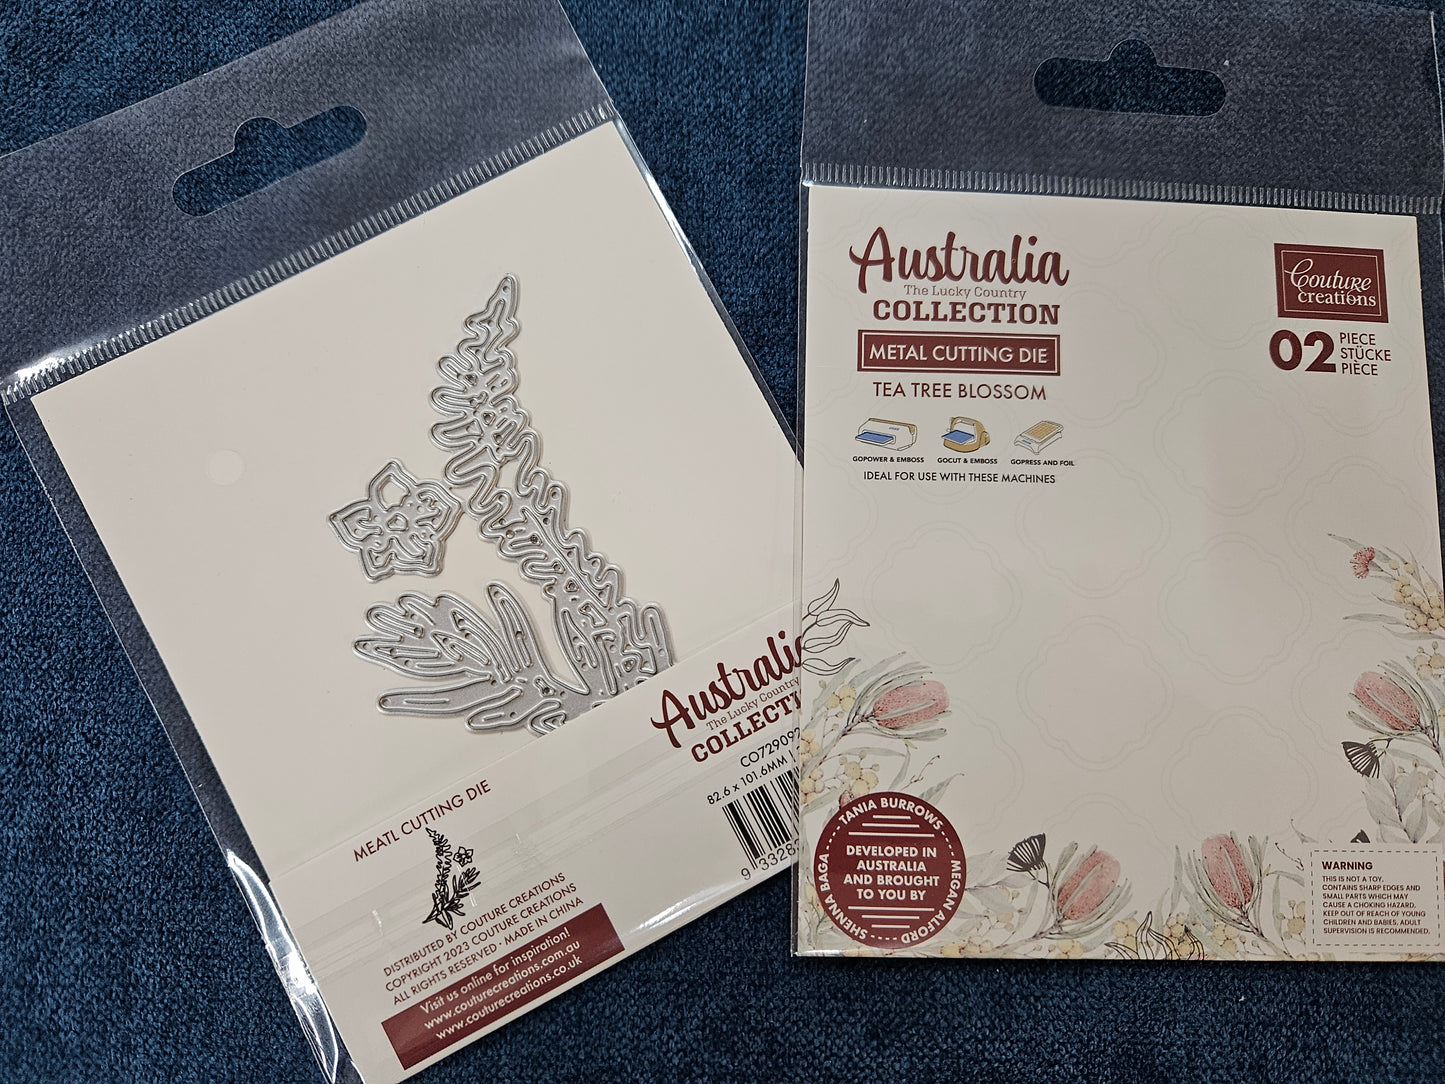 Australia
The Lucky Country
COLLECTI
CO729092
82.6 x 101.6MM
9 33288
MEATL CUTTING DIE
DISTRIBUTED BY COUTURE CREATIONS
COPYRIGHT 2023 COUTURE CREATIONS
ALL RIGHTS RESERVED • MADE IN CHINA
Visit us online for inspiration!
www.couturecreations.com.au
www.couturecreations.co.uk
Australia
The Lucky Country
COLLECTION
METAL CUTTING DIE
TEA TREE BLOSSOM
GOPOWER & EMBOSS GOCUT & EMBOSS GOPRESS AND FOIL
IDEAL FOR USE WITH THESE MACHINES
Couture
creations
02 PIECE
STÜCKE
PIÈCE
TANIA BURROWS
MEGAN ALFORD
SHENNA BAGA
DEVELOPED IN
AUSTRALIA
AND BROUGHT
TO YOU BY
WARNING
THIS IS NOT A TOY.
CONTAINS SHARP EDGES AND
SMALL PARTS WHICH MAY
CAUSE A CHOKING HAZARD.
KEEP OUT OF REACH OF YOUNG
CHILDREN AND BABIES, ADULT
SUPERVISION IS RECOMMENDED.